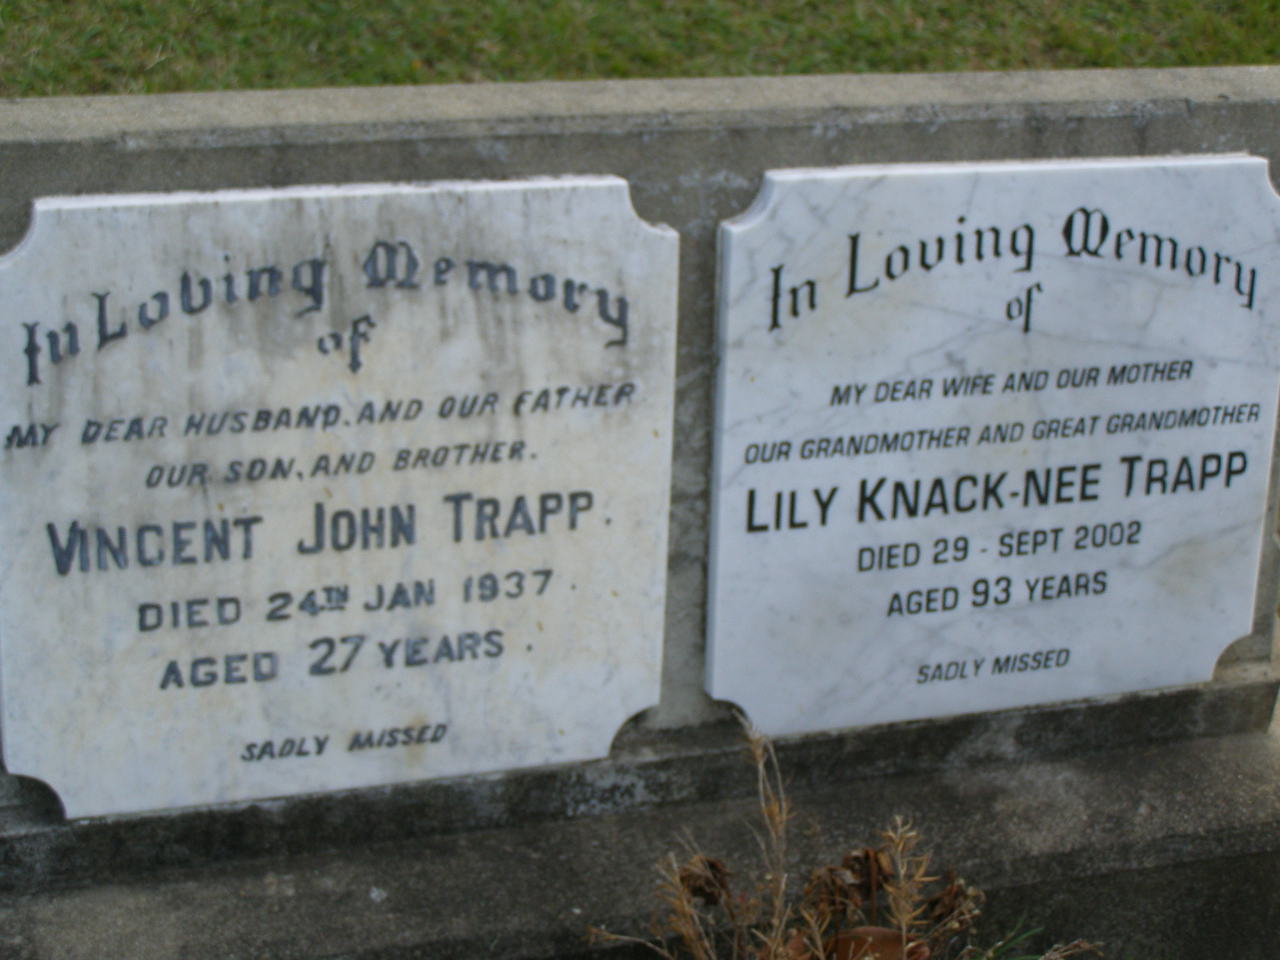 In Loving Memory
of
MY DEAR HUSBAND. AND OUR FATHER
OUR SON. AND BROTHER.
VINCENT JOHN TRAPP.
DIED 24TH JAN 1937.
AGED 27 YEARS.
SADLY MISSED
In Loving Memory
of
MY DEAR WIFE AND OUR MOTHER
OUR GRANDMOTHER AND GREAT GRANDMOTHER
LILY KNACK-NEE TRAPP
DIED 29 - SEPT 2002
AGED 93 YEARS
SADLY MISSED